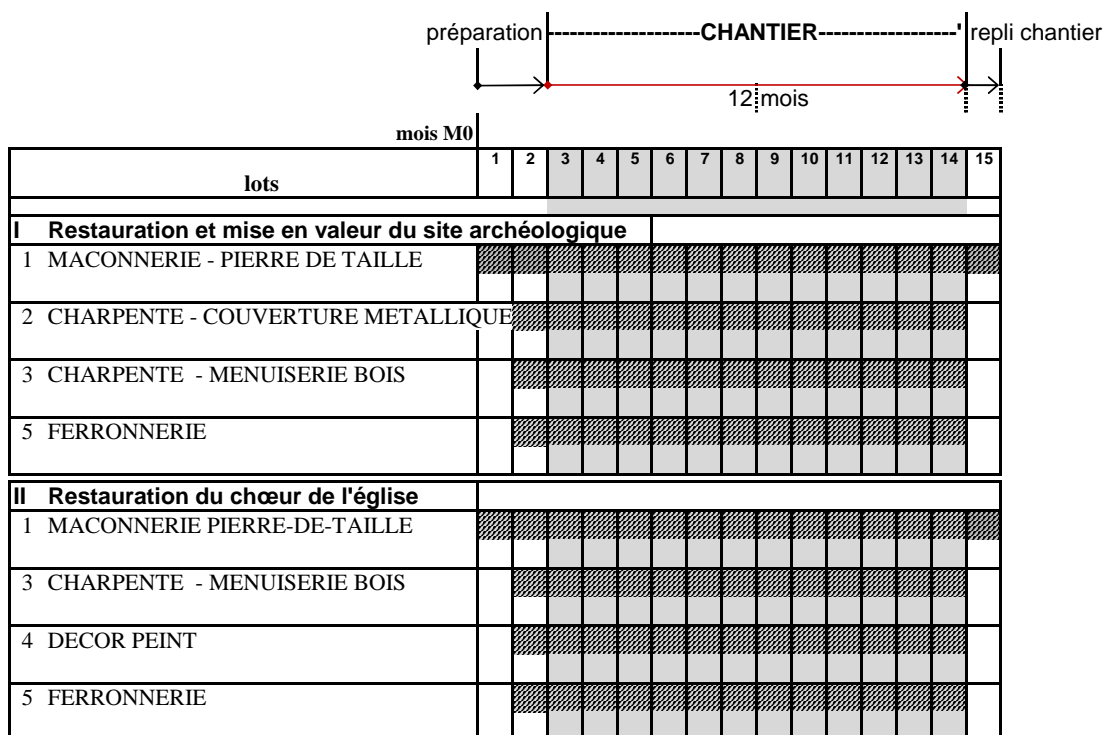 préparation -------------------CHANTIER------------------' repli chantier
12 mois
mois M0
1 2 3 4 5 6 7 8 9 10 11 12 13 14 15
lots
I Restauration et mise en valeur du site archéologique
1 MACONNERIE - PIERRE DE TAILLE
2 CHARPENTE - COUVERTURE METALLIQUE
3 CHARPENTE - MENUISERIE BOIS
5 FERRONNERIE
II Restauration du chœur de l'église
1 MACONNERIE PIERRE-DE-TAILLE
3 CHARPENTE - MENUISERIE BOIS
4 DECOR PEINT
5 FERRONNERIE